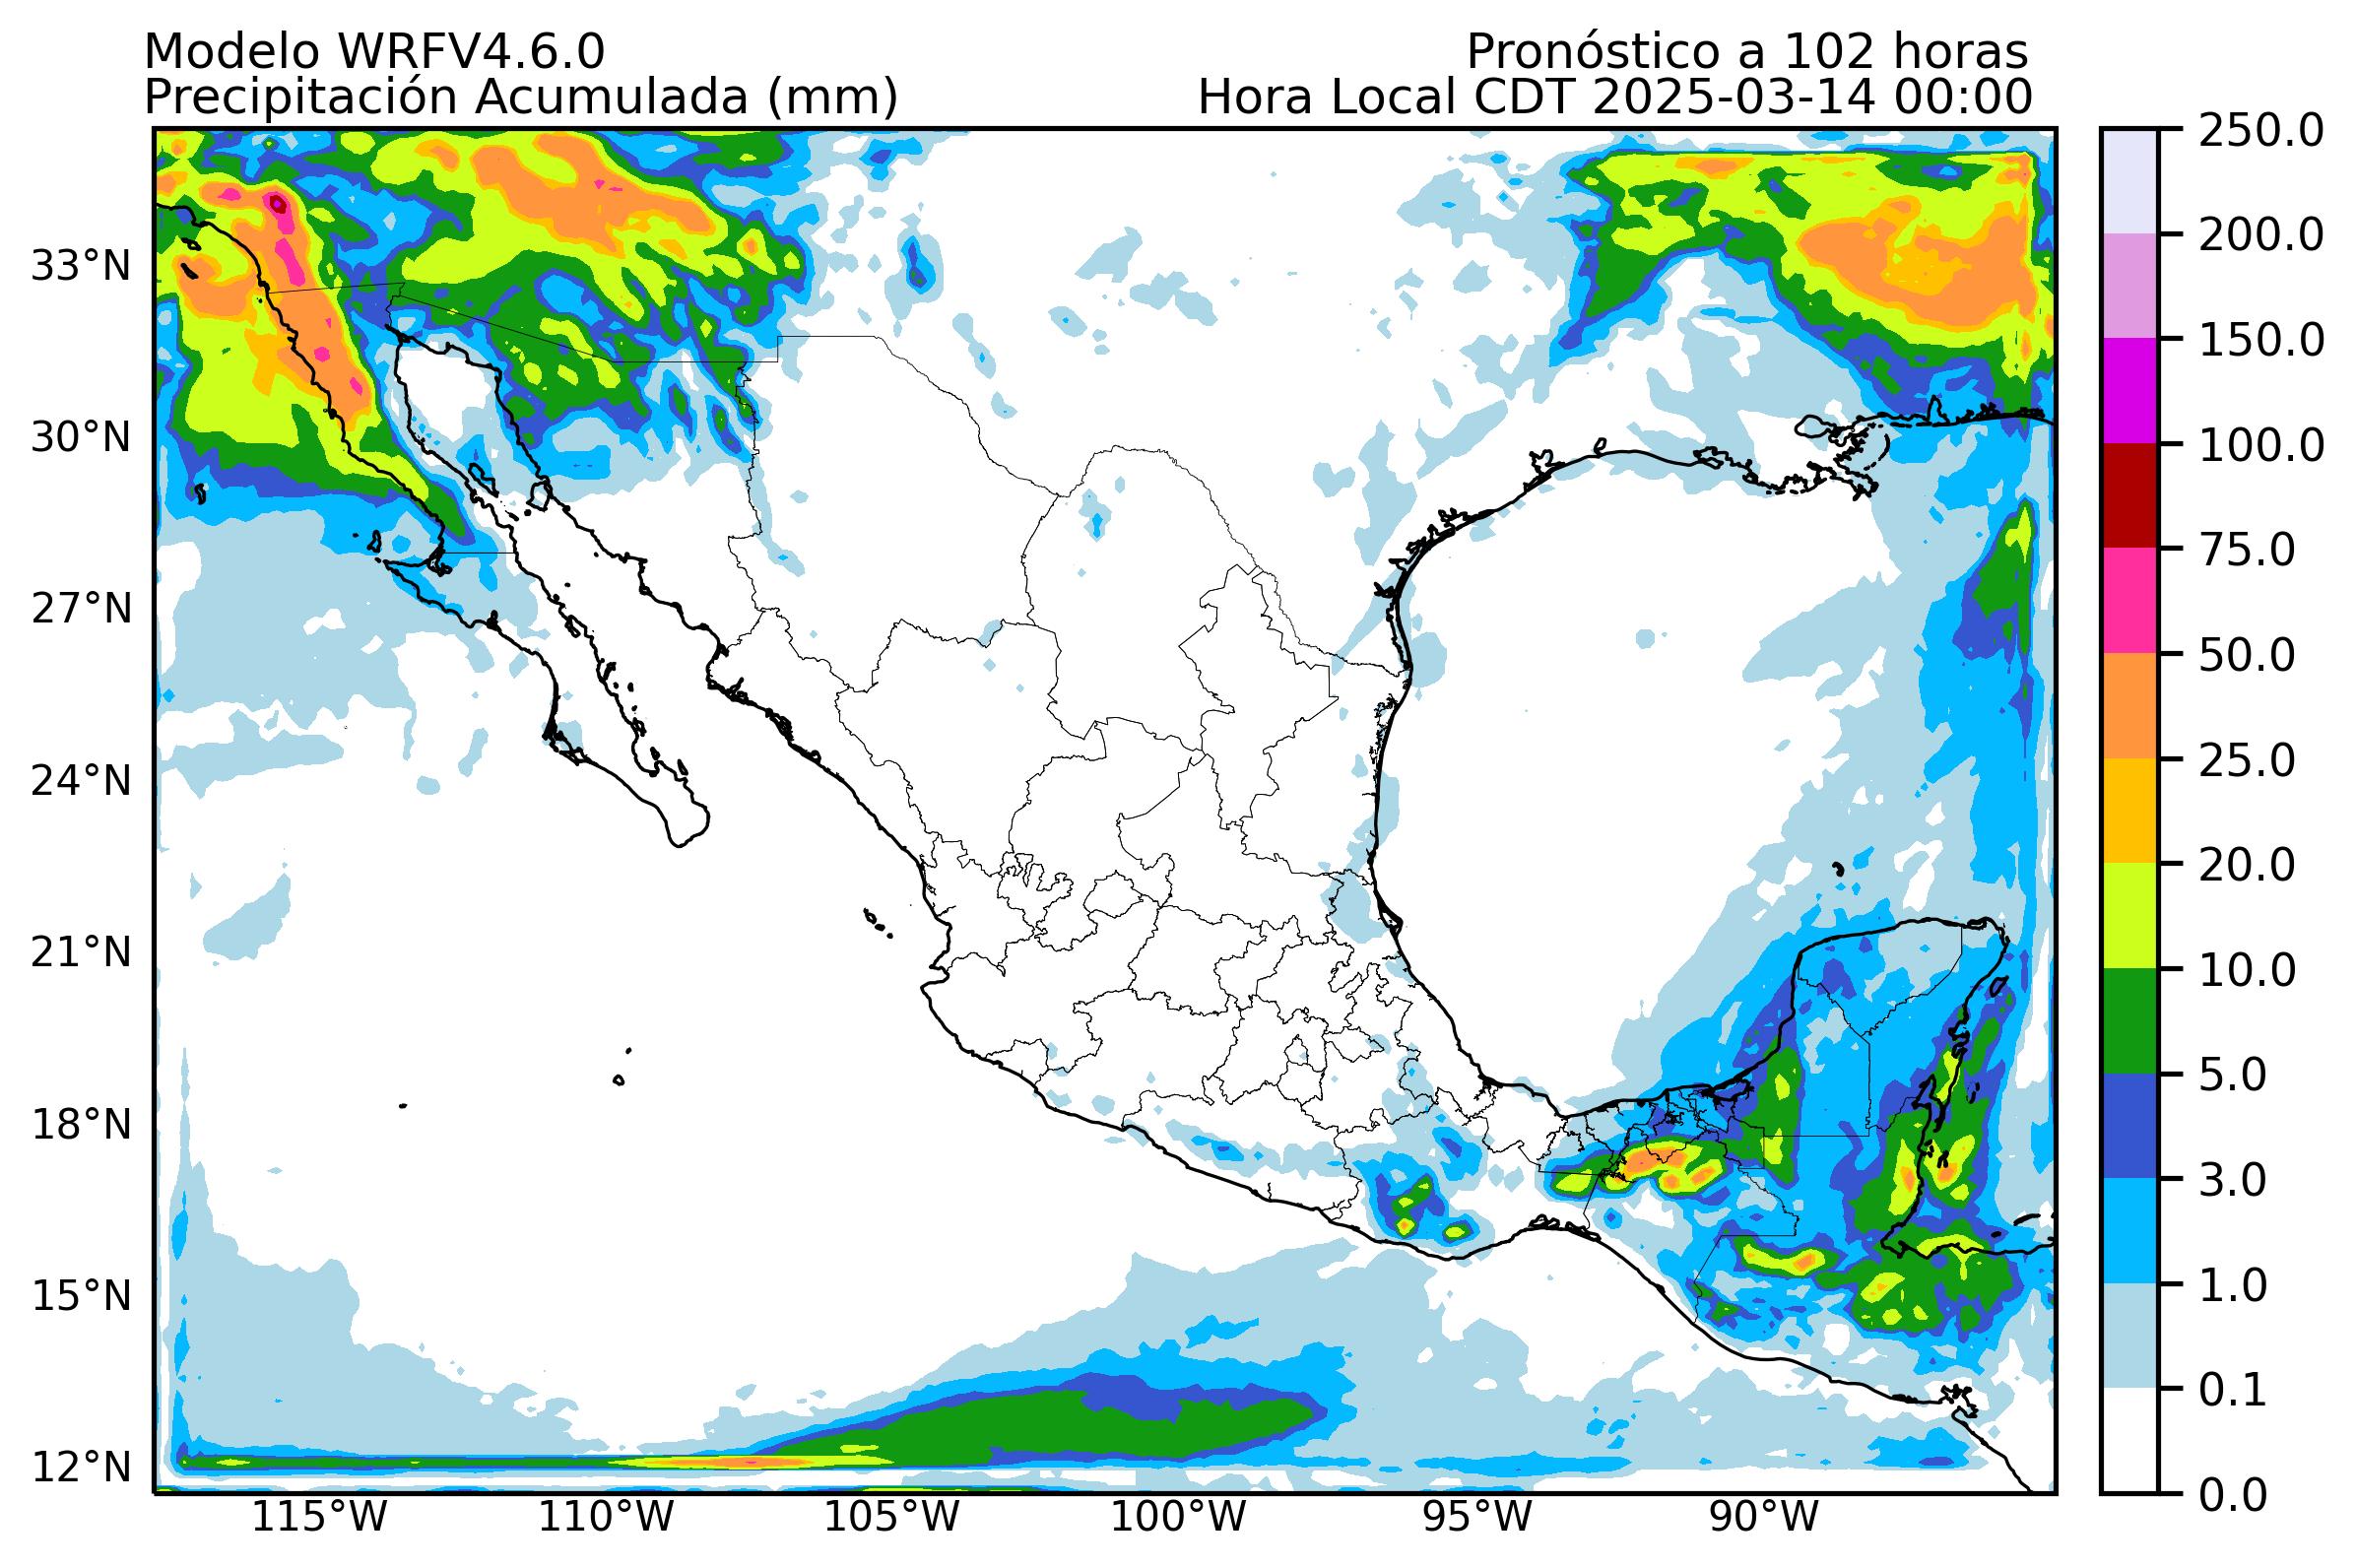 Modelo WRFV4.6.0
Pronóstico a 102 horas
Precipitación Acumulada (mm)
Hora Local CDT 2025-03-14 00:00
33°N
30°N
27°N
24°N
21°N
18°N
15°N
12°N
115°W
110°W
105°W
100°W
95°W
90°W
250.0
200.0
150.0
100.0
75.0
50.0
25.0
20.0
10.0
5.0
3.0
1.0
0.1
0.0